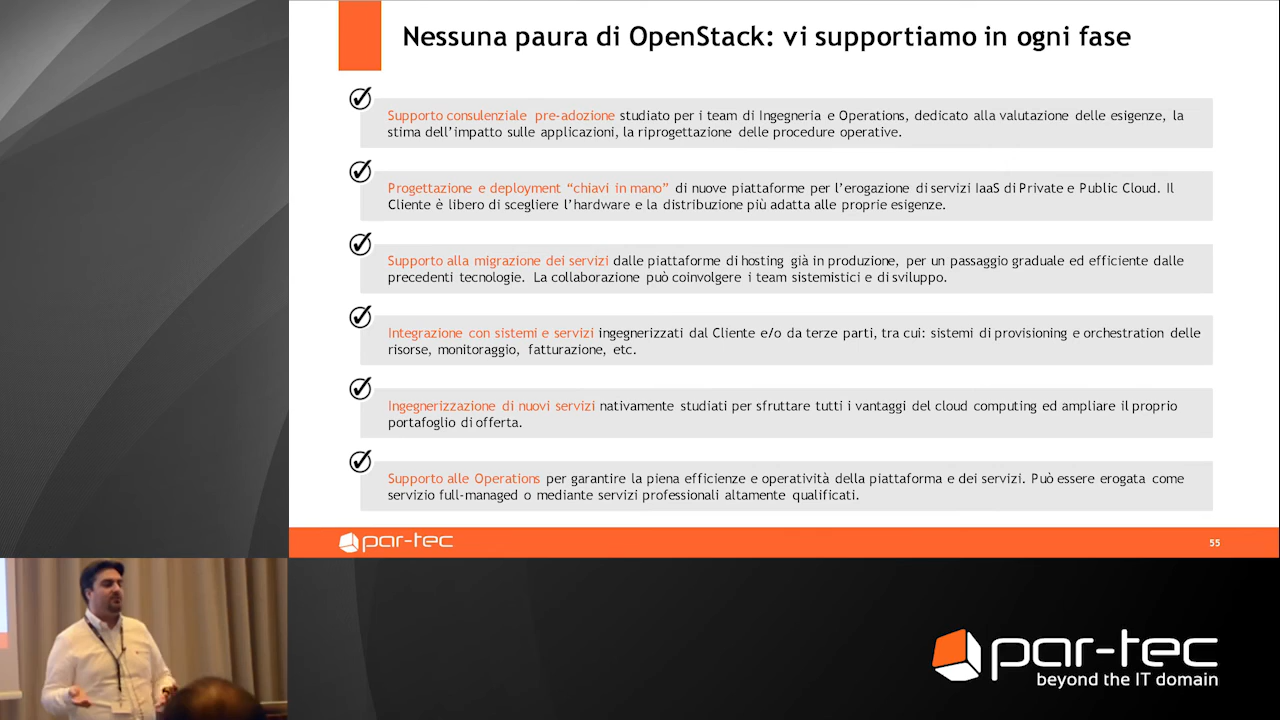 Nessuna paura di OpenStack: vi supportiamo in ogni fase
Supporto consulenziale pre-adozione studiato per i team di Ingegneria e Operations, dedicato alla valutazione delle esigenze, la
stima dell'impatto sulle applicazioni, la riprogettazione delle procedure operative.
Progettazione e deployment “chiavi in mano” di nuove piattaforme per l'erogazione di servizi IaaS di Private e Public Cloud. Il
Cliente è libero di scegliere l'hardware e la distribuzione più adatta alle proprie esigenze.
Supporto alla migrazione dei servizi dalle piattaforme di hosting già in produzione, per un passaggio graduale ed efficiente dalle
precedenti tecnologie. La collaborazione può coinvolgere i team sistemistici e di sviluppo.
Integrazione con sistemi e servizi ingegnerizzati dal Cliente e/o da terze parti, tra cui: sistemi di provisioning e orchestration delle
risorse, monitoraggio, fatturazione, etc.
Ingegnerizzazione di nuovi servizi nativamente studiati per sfruttare tutti i vantaggi del cloud computing ed ampliare il proprio
portafoglio di offerta.
Supporto alle Operations per garantire la piena efficienze e operatività della piattaforma e dei servizi. Può essere erogata come
servizio full-managed o mediante servizi professionali altamente qualificati.
par-tec
55
par-tec
beyond the IT domain